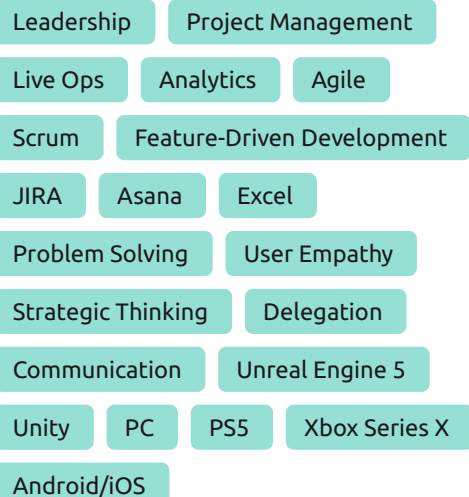 Leadership Project Management
Live Ops Analytics Agile
Scrum Feature-Driven Development
JIRA Asana Excel
Problem Solving User Empathy
Strategic Thinking Delegation
Communication Unreal Engine 5
Unity PC PS5 Xbox Series X
Android/iOS